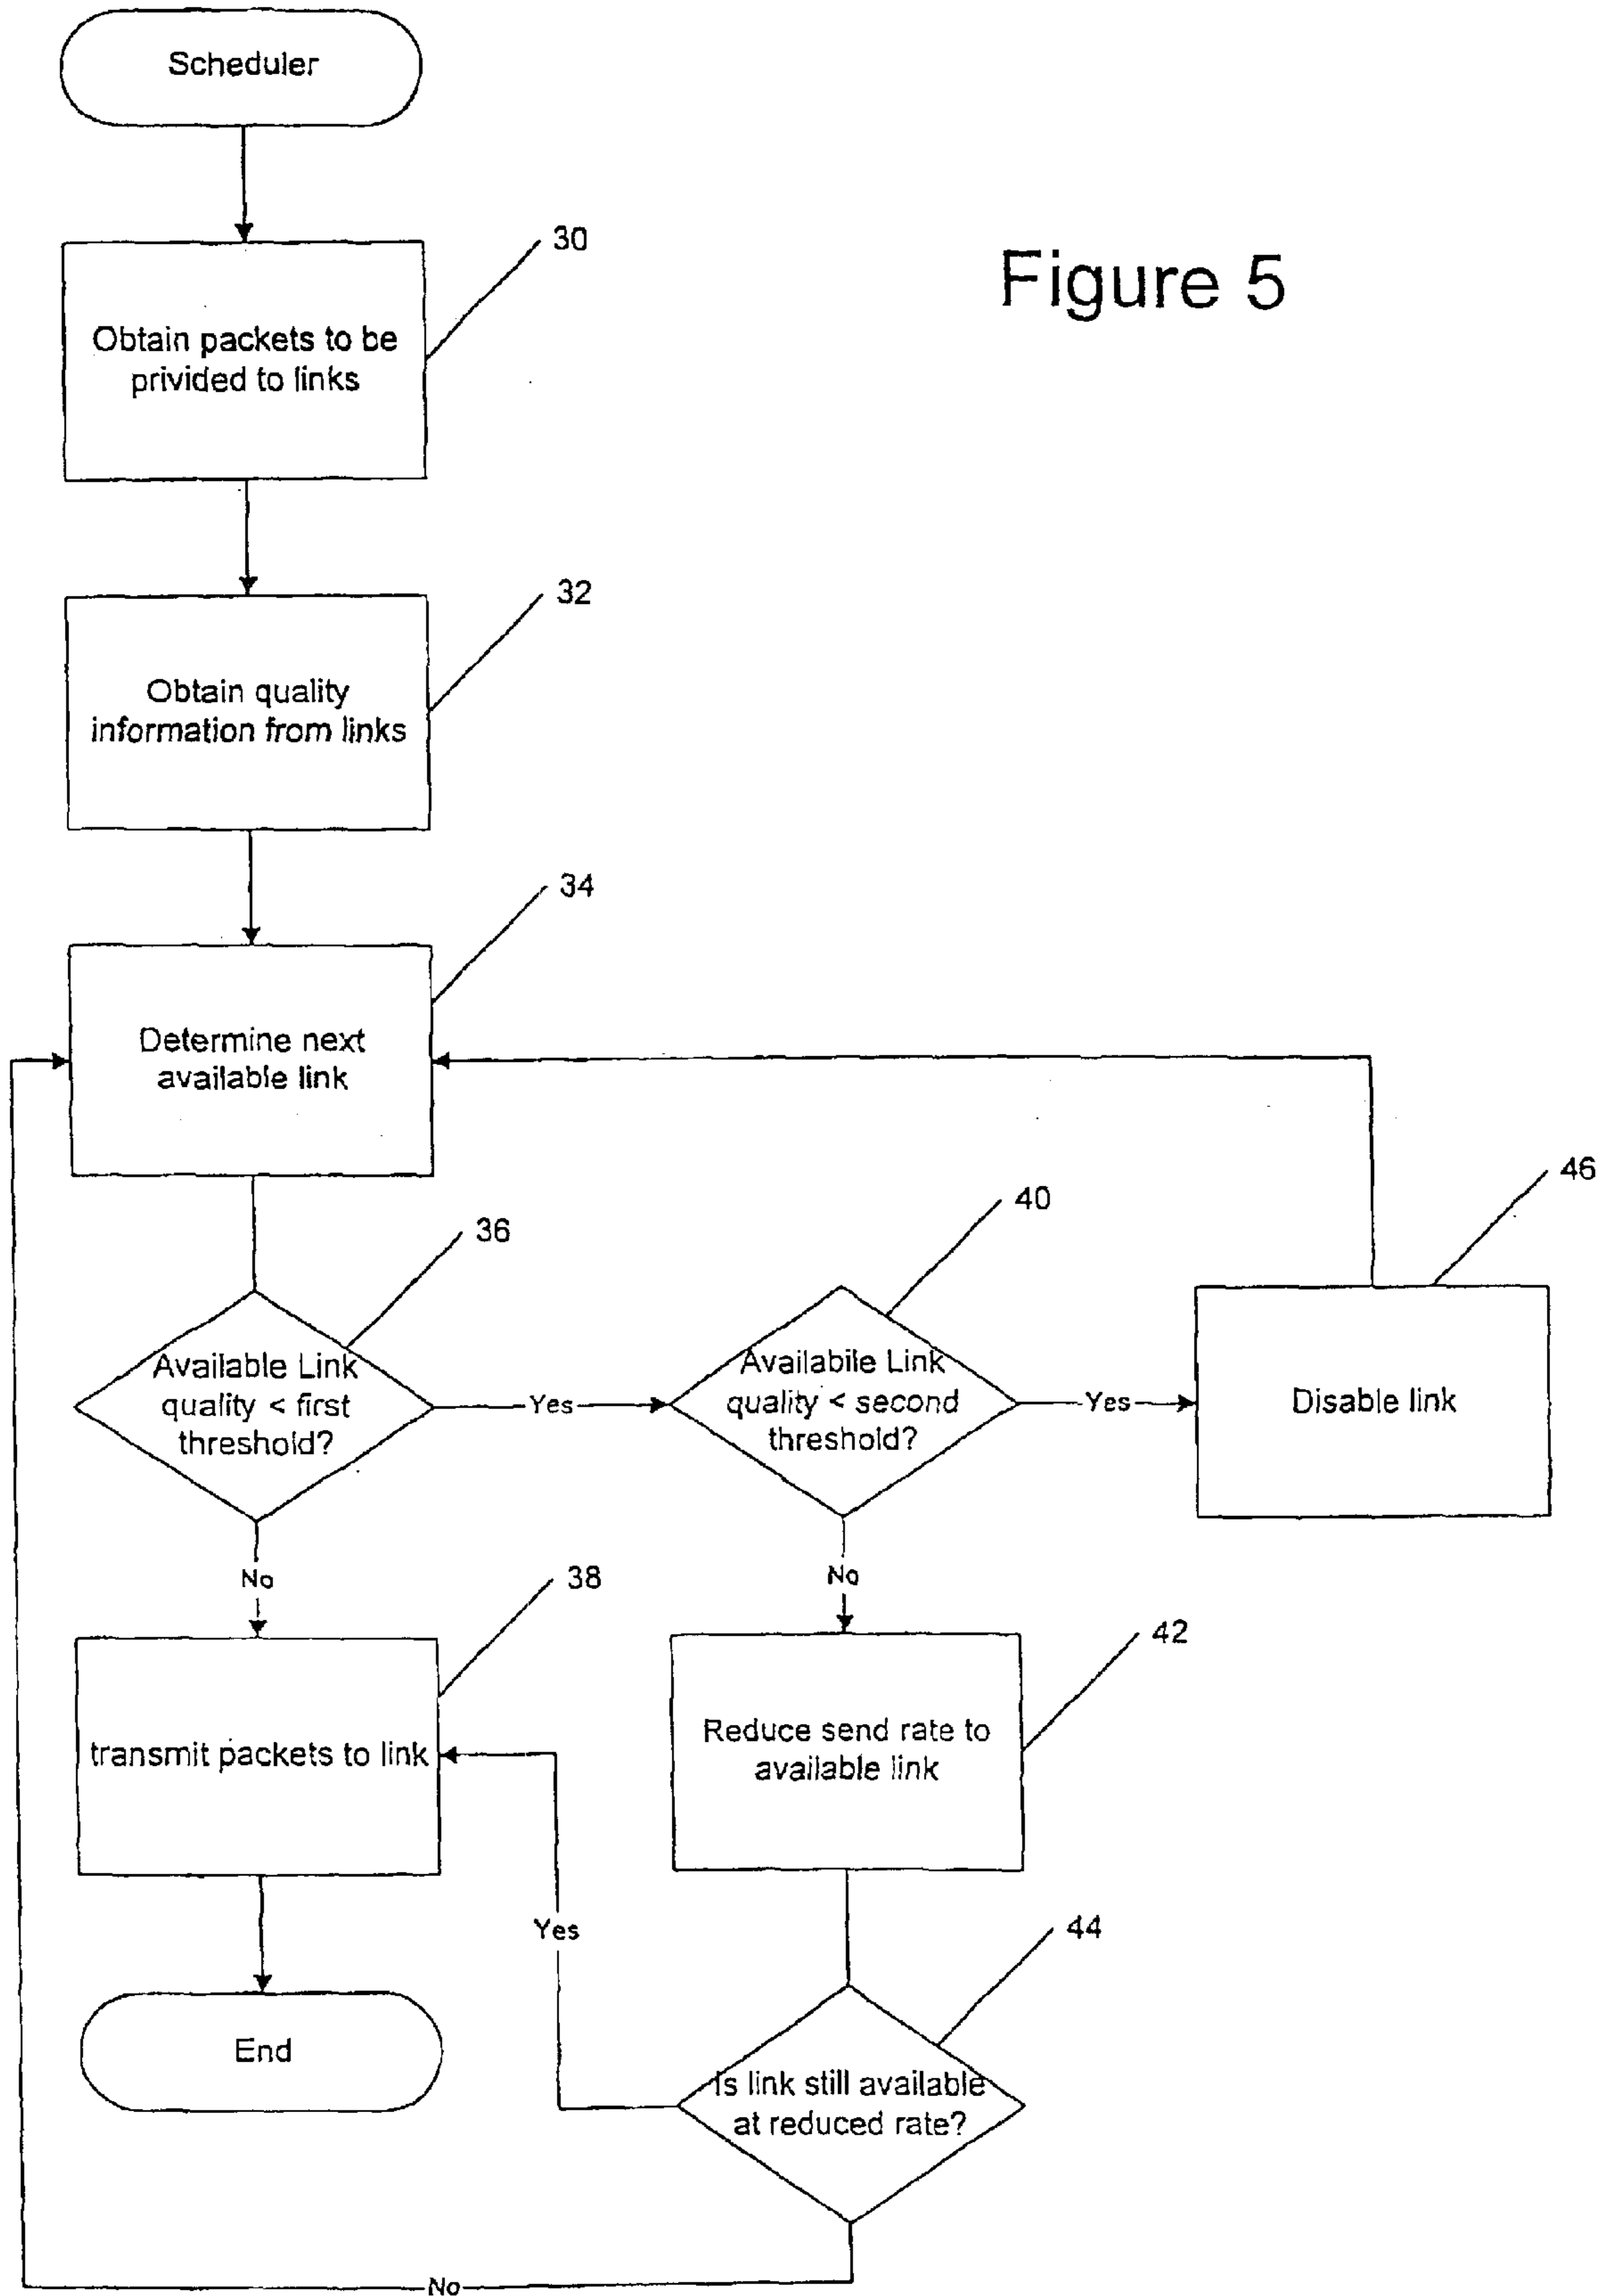 Scheduler
30
Figure 5
Obtain packets to be
privided to links
32
Obtain quality
information from links
34
Determine next
available link
46
40
36
Available Link
quality < first
threshold?
Yes
Availabile Link
quality < second
threshold?
Yes
Disable link
No
No
38
42
transmit packets to link
Reduce send rate to
available link
Yes
44
End
Is link still available
at reduced rate?
No